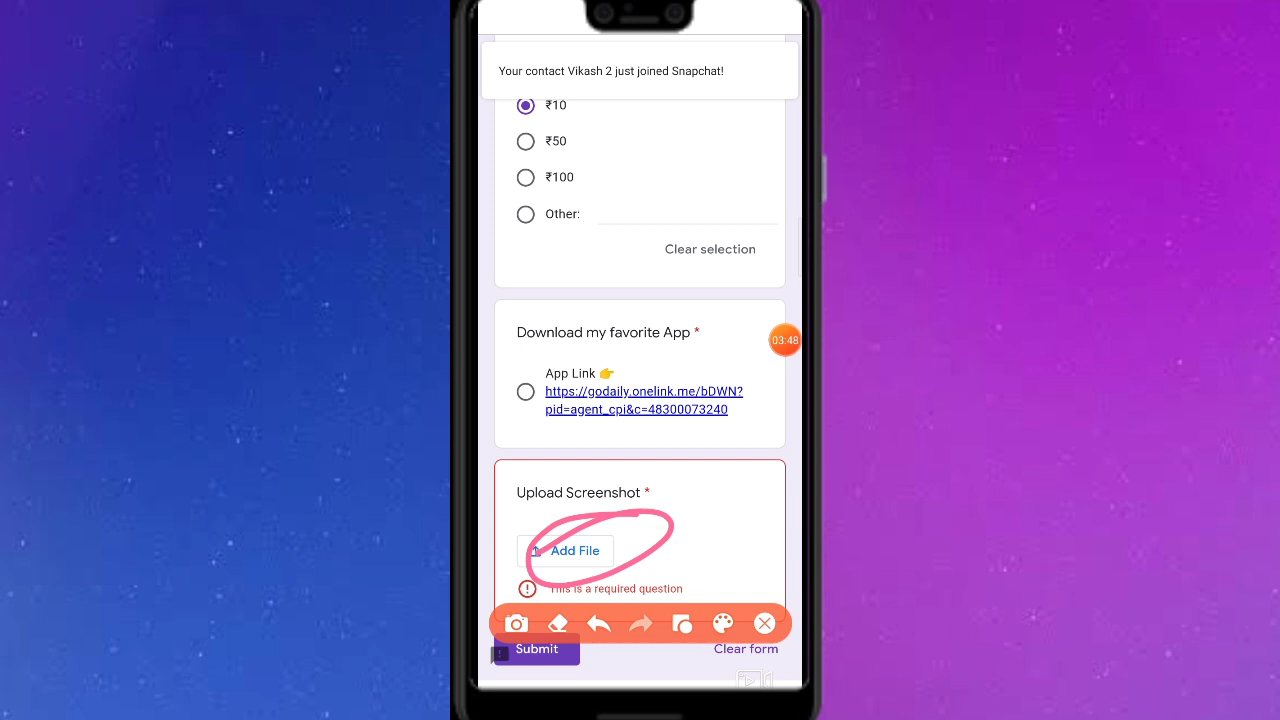 Your contact Vikash 2 just joined Snapchat!
₹10
₹50
₹100
Other:
Clear selection
Download my favorite App *
App Link 👉
https://godaily.onelink.me/bDWN?
pid=agent_cpi&c=48300073240
03:48
Upload Screenshot *
Add File
This is a required question
Submit
Clear form